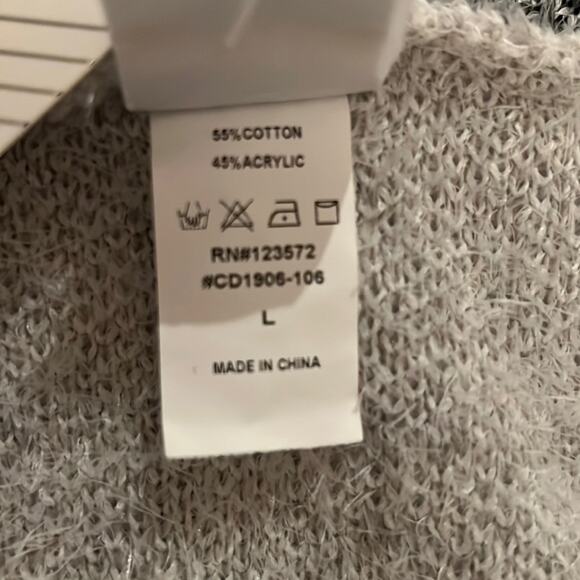 55%COTTON
45%ACRYLIC
RN#123572
#CD1906-106
L
MADE IN CHINA